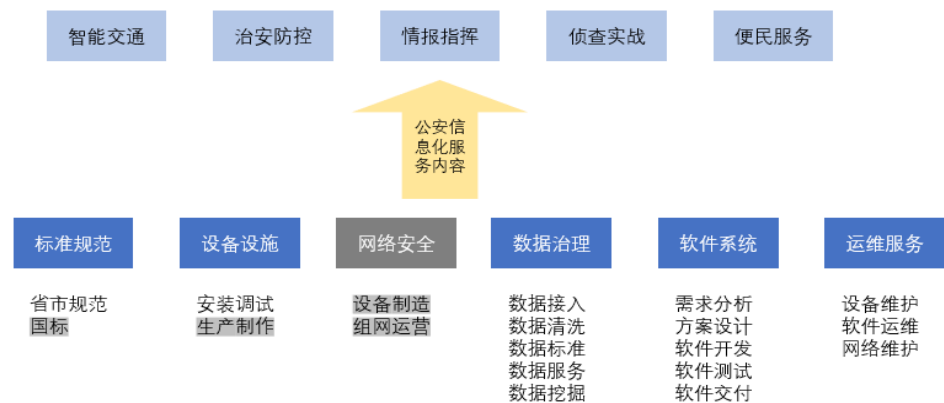 智能交通
治安防控
情报指挥
侦查实战
便民服务
公安信
息化服
务内容
标准规范
设备设施
网络安全
数据治理
软件系统
运维服务
省市规范
国标
安装调试
生产制作
设备制造
组网运营
数据接入
数据清洗
数据标准
数据服务
数据挖掘
需求分析
方案设计
软件开发
软件测试
软件交付
设备维护
软件运维
网络维护